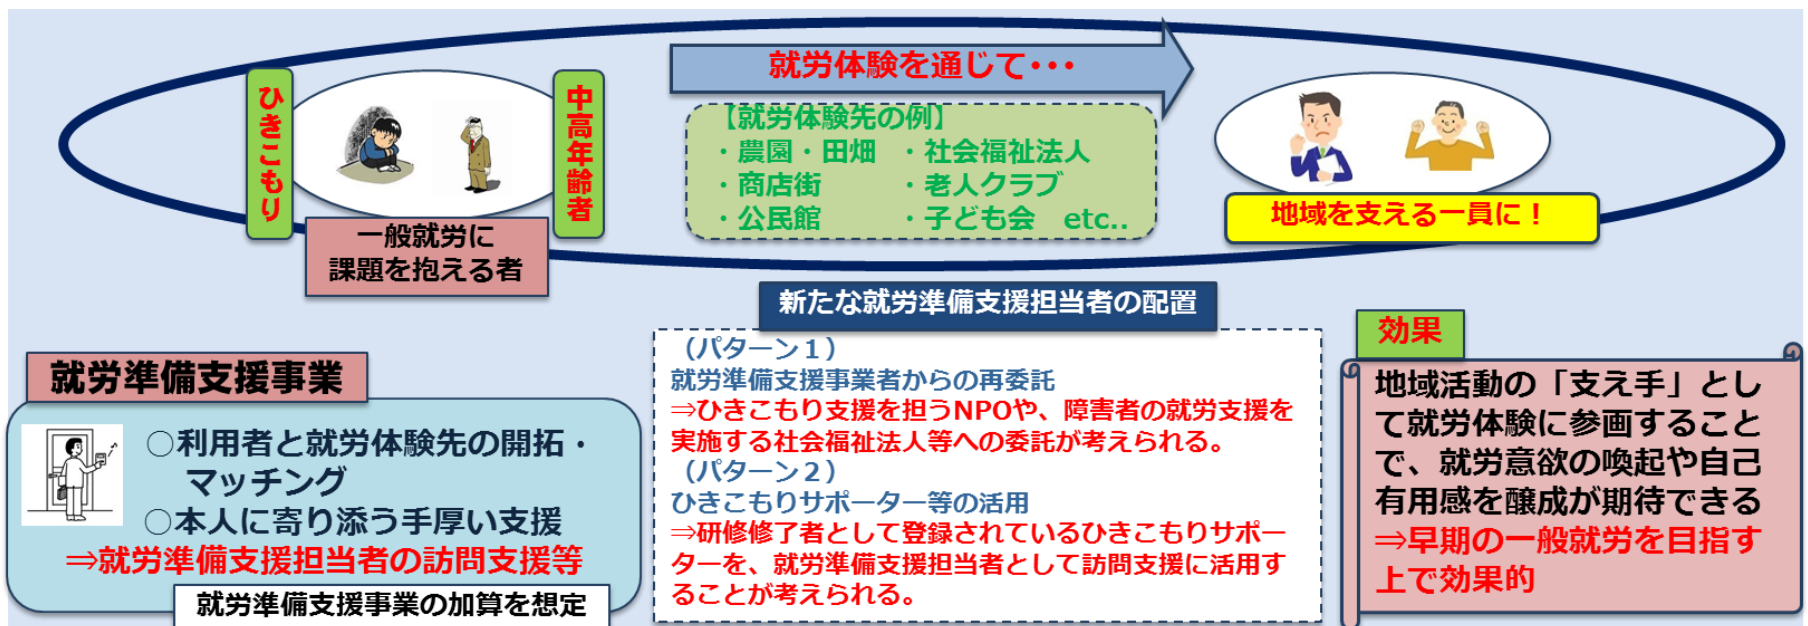 就労体験を通じて･･･
ひきこもり
中高年齢者
一般就労に
課題を抱える者
【就労体験先の例】
・農園・田畑　・社会福祉法人
・商店街　　　・老人クラブ
・公民館　　　・子ども会　etc..
地域を支える一員に！
新たな就労準備支援担当者の配置
（パターン１）
就労準備支援事業者からの再委託
⇒ひきこもり支援を担うNPOや、障害者の就労支援を
実施する社会福祉法人等への委託が考えられる。
（パターン２）
ひきこもりサポーター等の活用
⇒研修修了者として登録されているひきこもりサポー
ターを、就労準備支援担当者として訪問支援に活用す
ることが考えられる。
就労準備支援事業
○利用者と就労体験先の開拓・
マッチング
○本人に寄り添う手厚い支援
⇒就労準備支援担当者の訪問支援等
就労準備支援事業の加算を想定
効果
地域活動の「支え手」とし
て就労体験に参画すること
で、就労意欲の喚起や自己
有用感を醸成が期待できる
⇒早期の一般就労を目指す
上で効果的